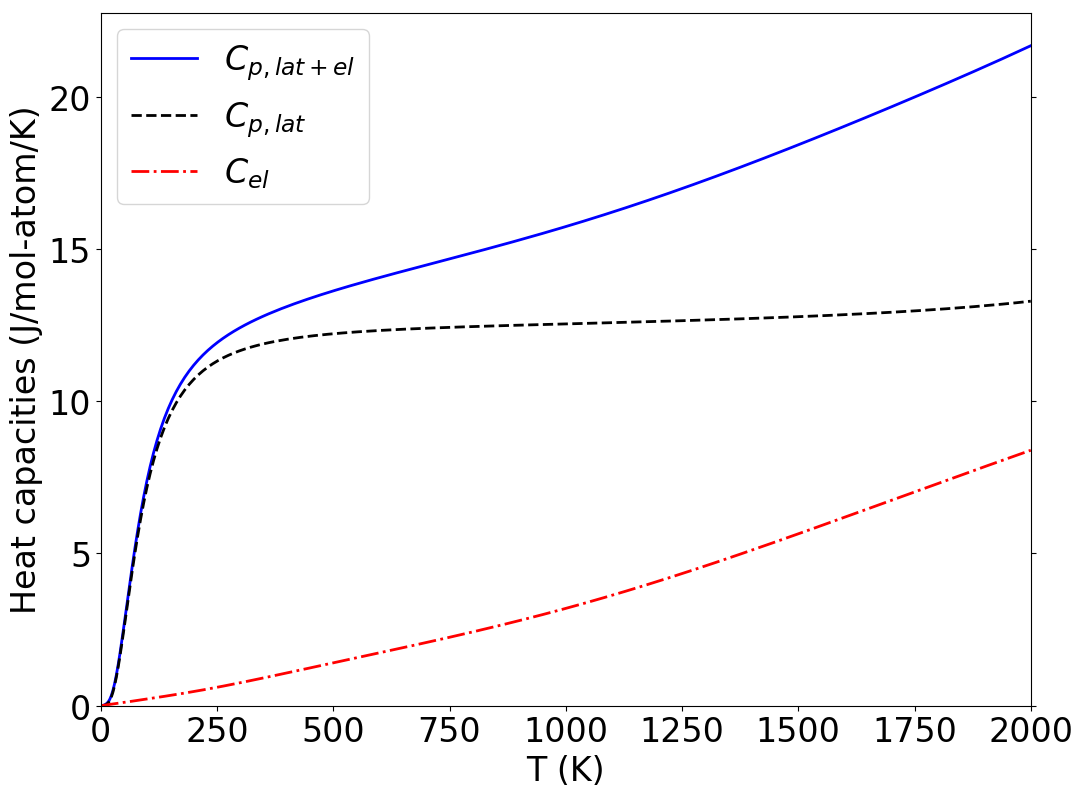 Heat capacities (J/mol-atom/K)
C_{p, lat + el}
C_{p, lat}
C_{el}
20
15
10
5
0
0 250 500 750 1000 1250 1500 1750 2000
T (K)